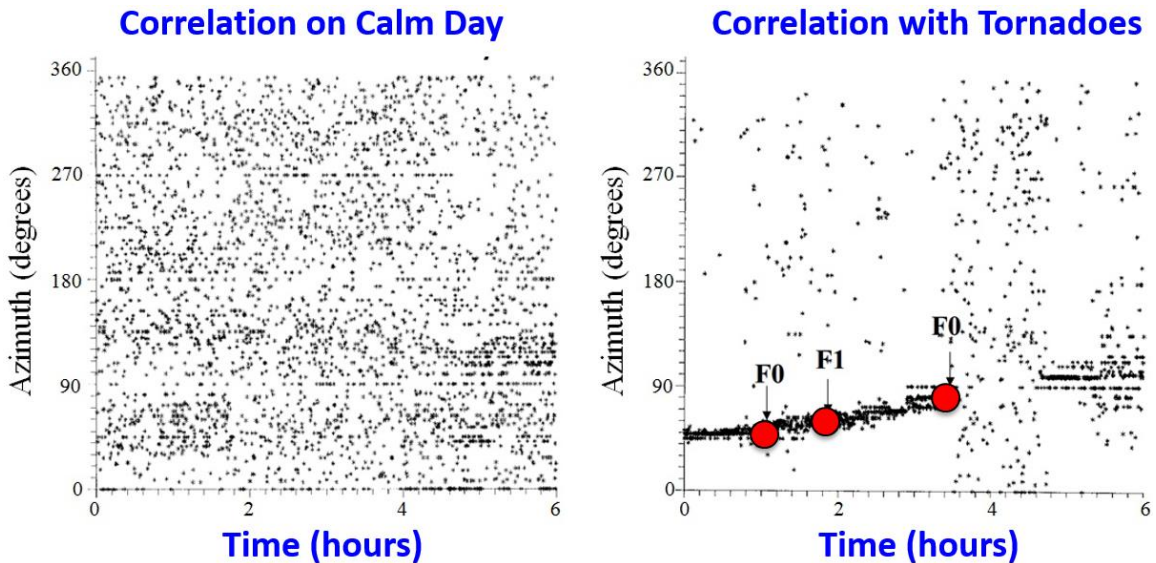 Correlation on Calm Day
Azimuth (degrees)
360
270
180
90
0
0
2
4
6
Time (hours)
Correlation with Tornadoes
Azimuth (degrees)
360
270
180
90
0
F0
F1
F0
0
2
4
6
Time (hours)